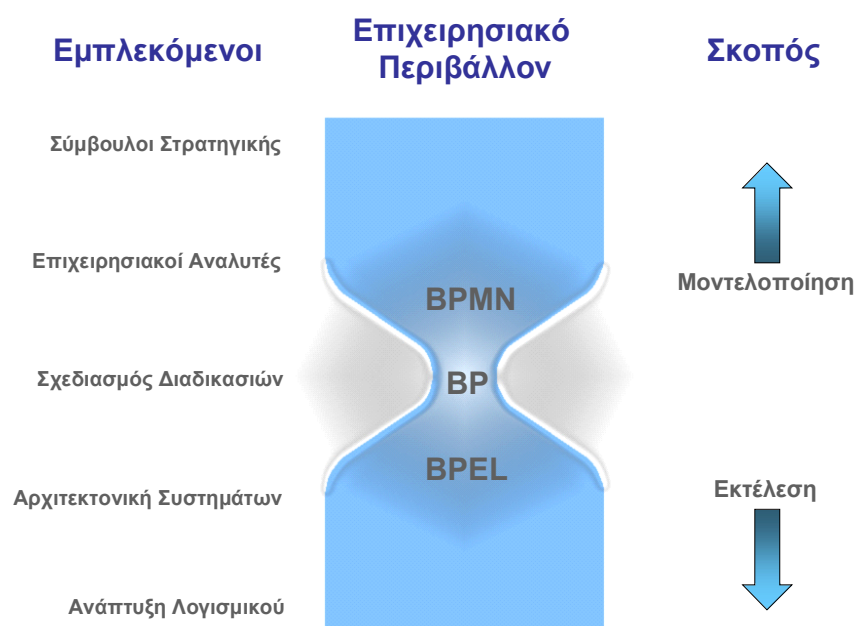 Εμπλεκόμενοι
Επιχειρησιακό
Περιβάλλον
Σκοπός
Σύμβουλοι Στρατηγικής
Επιχειρησιακοί Αναλυτές
BPMN
Μοντελοποίηση
Σχεδιασμός Διαδικασιών
BP
BPEL
Αρχιτεκτονική Συστημάτων
Εκτέλεση
Ανάπτυξη Λογισμικού